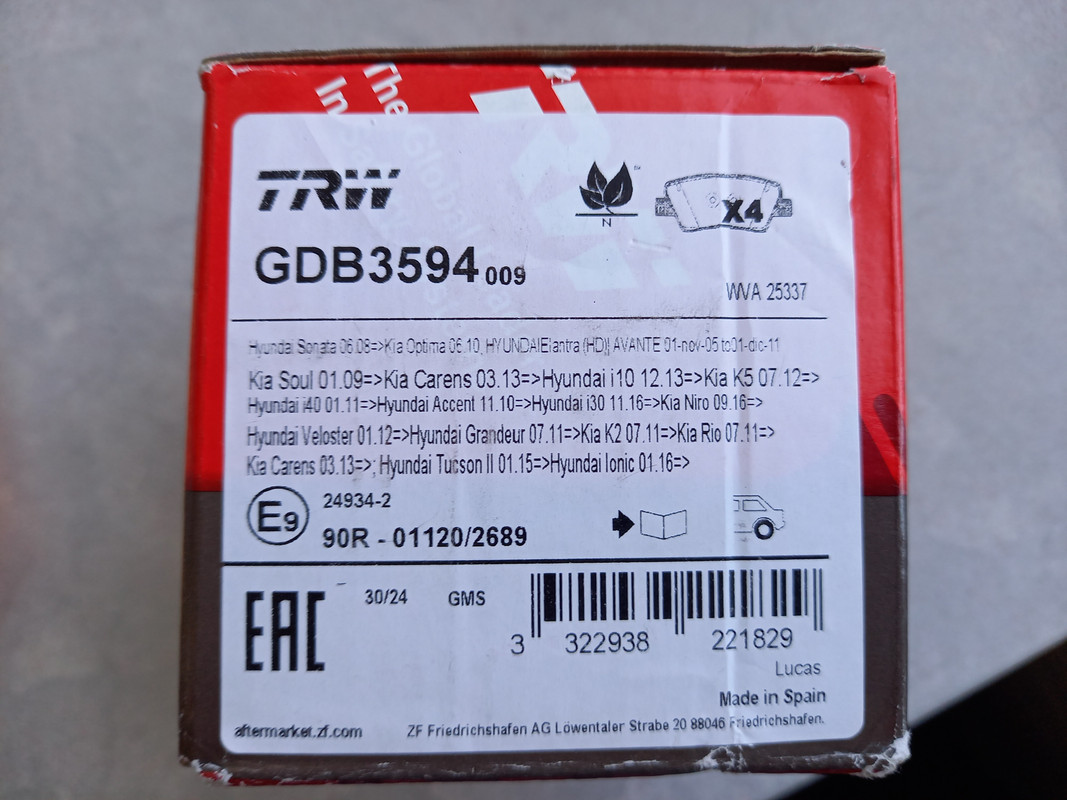 The Global
In
TRW
N
X4
GDB3594 009
WVA 25337
Hyundai Sonata 06.08=>Kia Optima 06.10, HYUNDAIElantra (HD)| AVANTE 01-nov-05 to01-dic-11
Kia Soul 01.09=>Kia Carens 03.13=>Hyundai i10 12.13=>Kia K5 07.12=>
Hyundai i40 01.11=>Hyundai Accent 11.10=>Hyundai i30 11.16=>Kia Niro 09.16=>
Hyundai Veloster 01.12=>Hyundai Grandeur 07.11=>Kia K2 07.11=>Kia Rio 07.11=>
Kia Carens 03.13=>; Hyundai Tucson II 01.15=>Hyundai Ionic 01.16=>
E9
24934-2
90R - 01120/2689
EAC
30/24 GMS
3 322938 221829
Lucas
Made in Spain
aftermarket.zf.com
ZF Friedrichshafen AG Löwentaler Strabe 20 88046 Friedrichshafen.